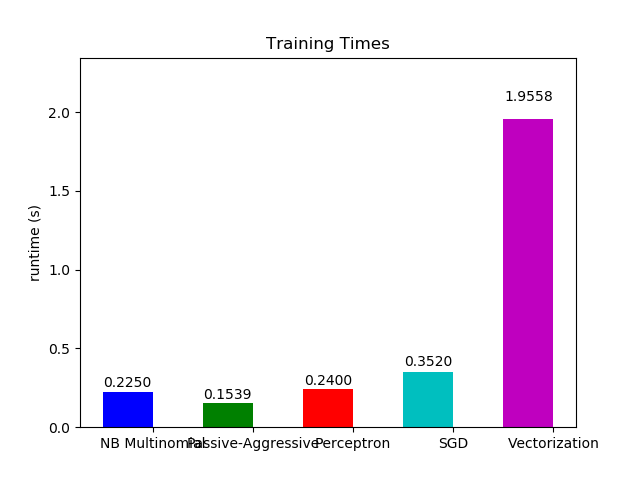 Training Times
runtime (s)
2.0
1.5
1.0
0.5
0.0
0.2250
0.1539
0.2400
0.3520
1.9558
NB Multinomial
Passive-Aggressive
Perceptron
SGD
Vectorization